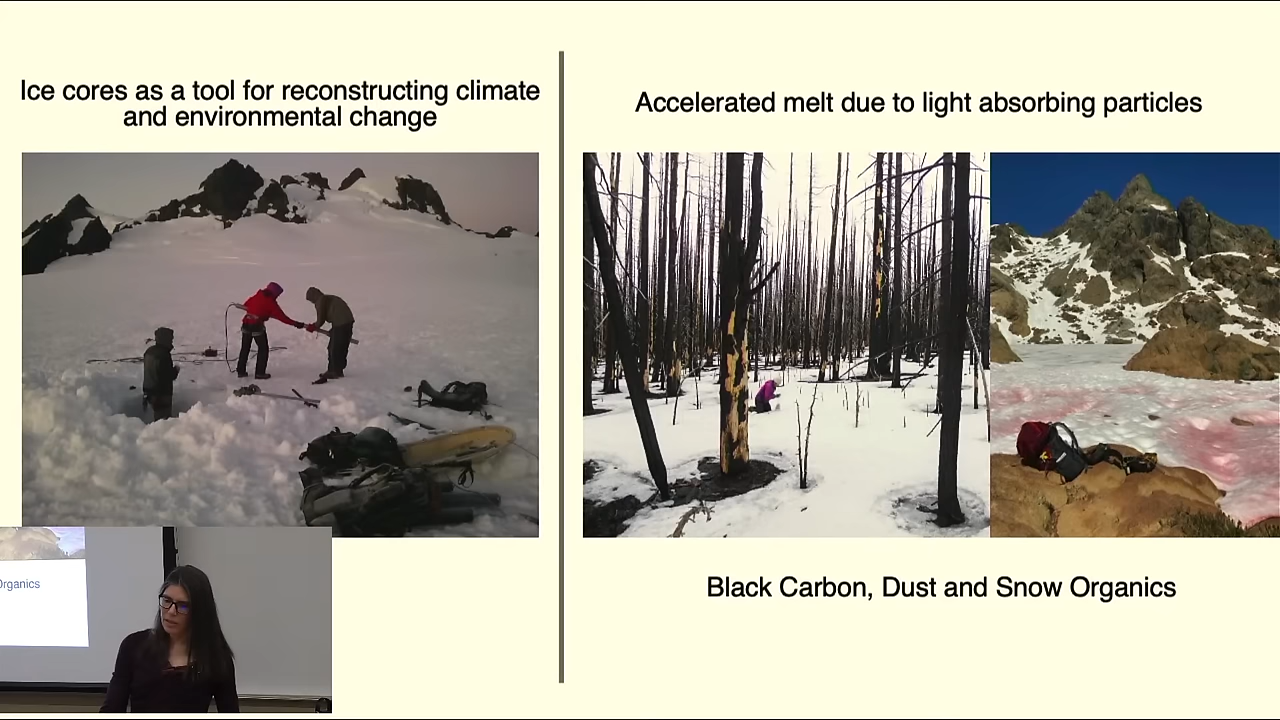 Ice cores as a tool for reconstructing climate
and environmental change
Accelerated melt due to light absorbing particles
Black Carbon, Dust and Snow Organics
Organics